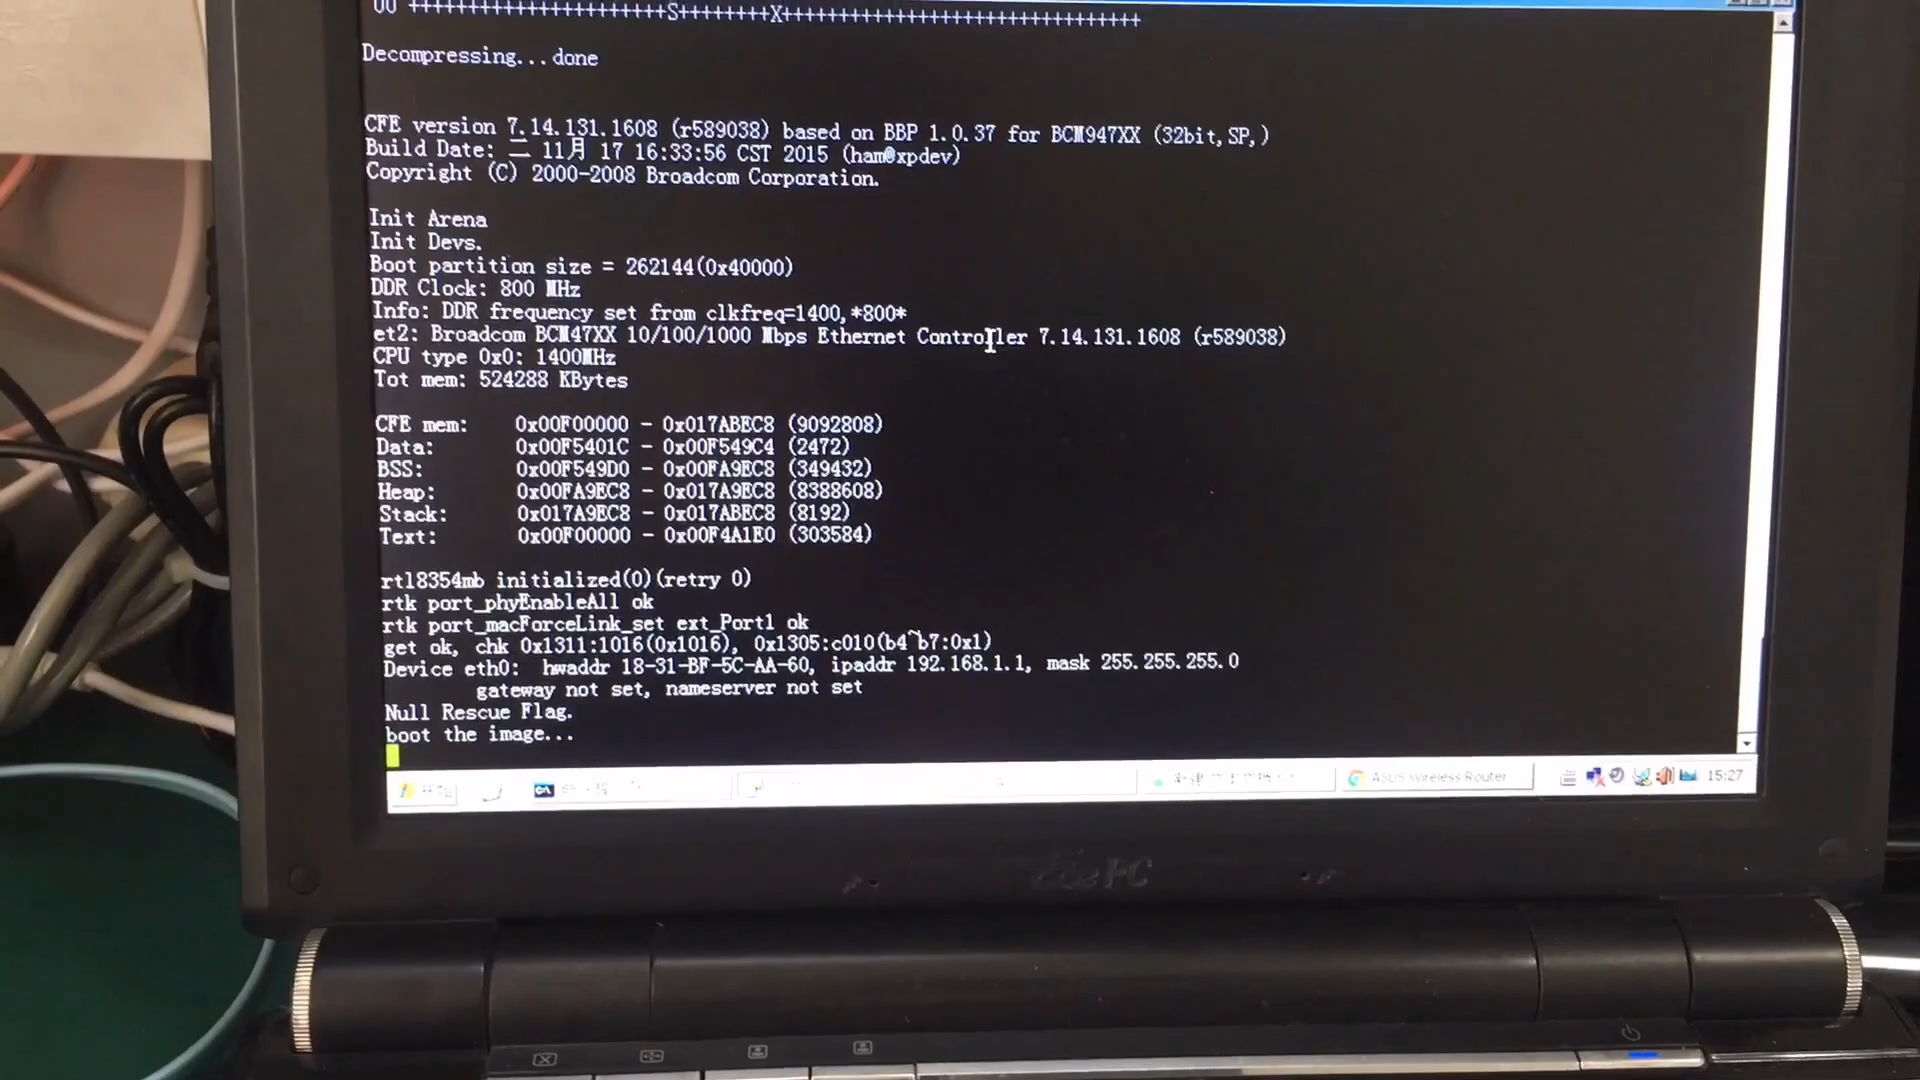 00 ++++++++++++++++++++++S++++++++X+++++++++++++++++++++++++++++++
Decompressing...done
CFE version 7.14.131.1608 (r589038) based on BBP 1.0.37 for BCM947XX (32bit,SP,)
Build Date: 二 11月 17 16:33:56 CST 2015 (ham@xpdev)
Copyright (C) 2000-2008 Broadcom Corporation.
Init Arena
Init Devs.
Boot partition size = 262144(0x40000)
DDR Clock: 800 MHz
Info: DDR frequency set from clkfreq=1400,*800*
et2: Broadcom BCM47XX 10/100/1000 Mbps Ethernet Controller 7.14.131.1608 (r589038)
CPU type 0x0: 1400MHz
Tot mem: 524288 KBytes
CFE mem: 0x00F00000 - 0x017ABEC8 (9092808)
Data: 0x00F5401C - 0x00F549C4 (2472)
BSS: 0x00F549D0 - 0x00FA9EC8 (349432)
Heap: 0x00FA9EC8 - 0x017A9EC8 (8388608)
Stack: 0x017A9EC8 - 0x017ABEC8 (8192)
Text: 0x00F00000 - 0x00F4A1E0 (303584)
rtl8354mb initialized(0)(retry 0)
rtk port_phyEnableAll ok
rtk port_macForceLink_set ext_Port1 ok
get ok, chk 0x1311:1016(0x1016), 0x1305:c010(b4~b7:0x1)
Device eth0: hwaddr 18-31-BF-5C-AA-60, ipaddr 192.168.1.1, mask 255.255.255.0
gateway not set, nameserver not set
Null Rescue Flag.
boot the image...
ASUS Wireless Router 15:27
PC